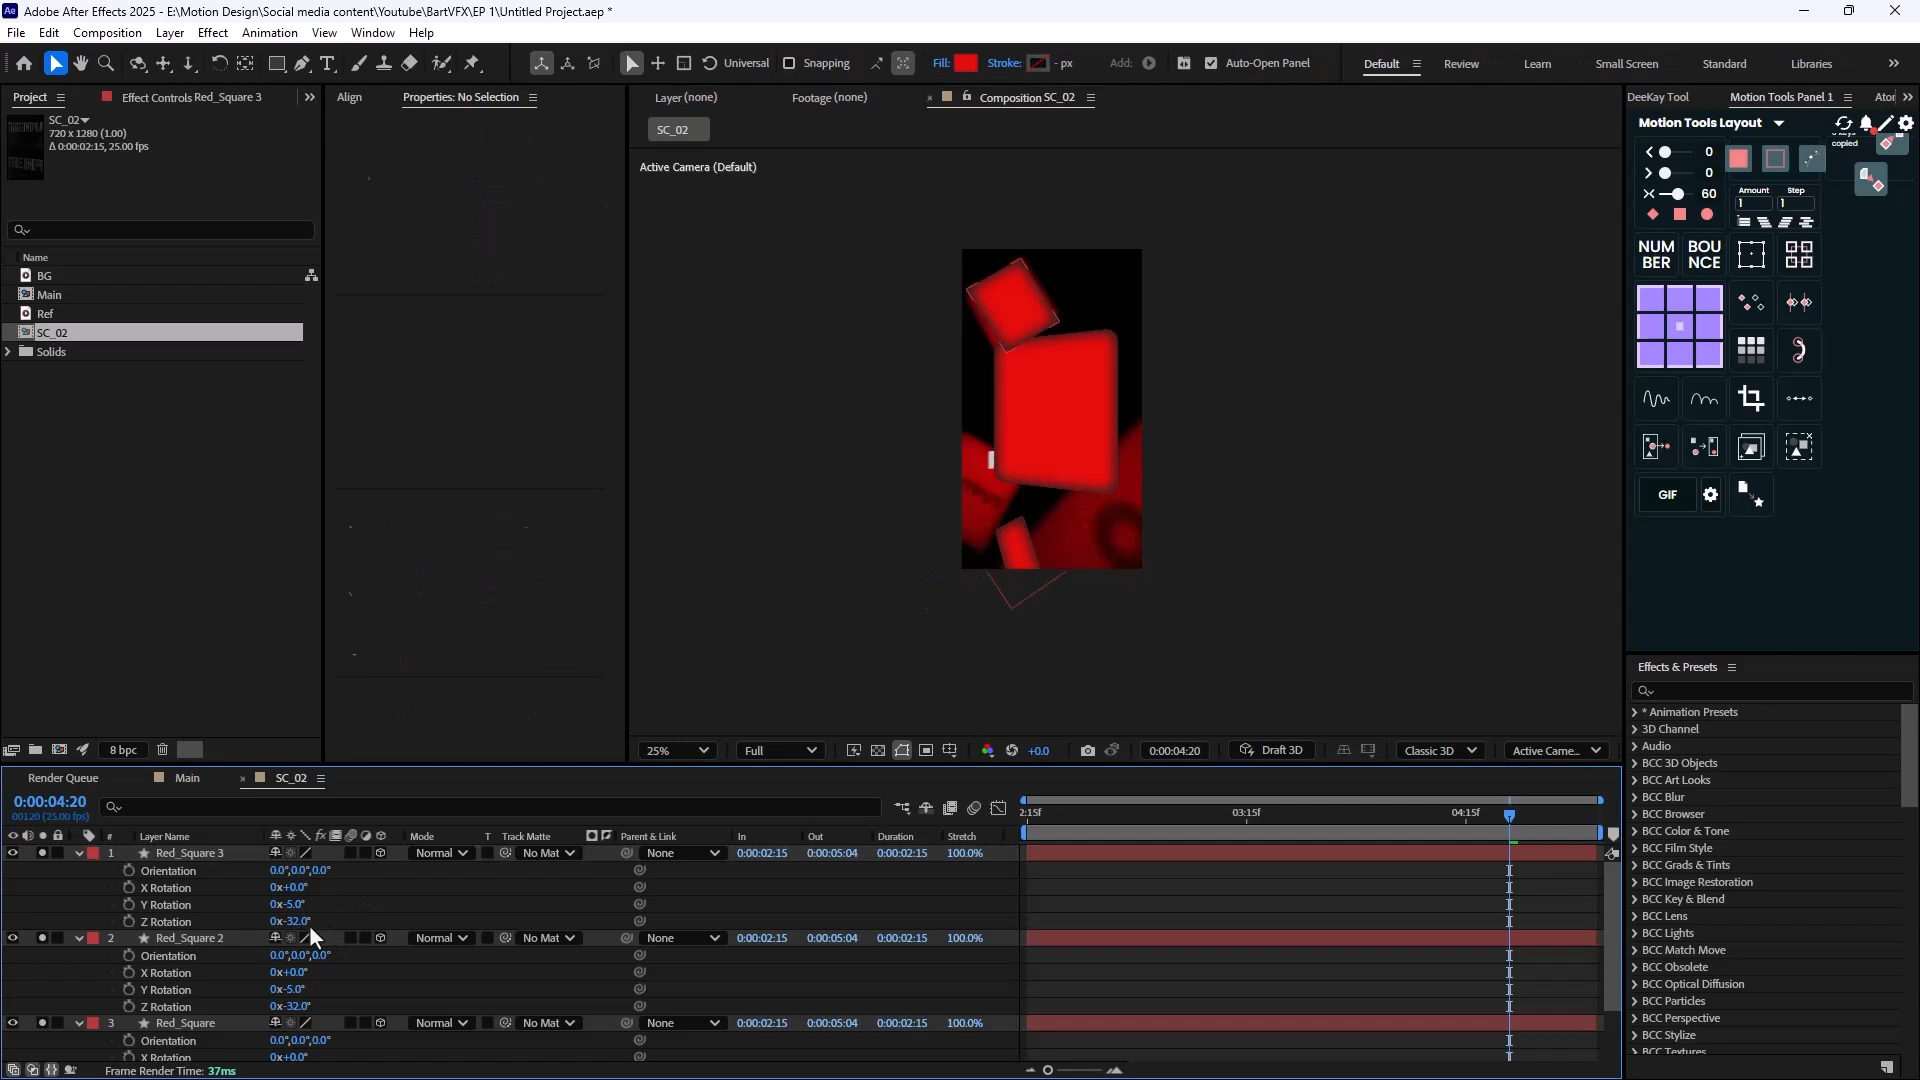 Adobe After Effects 2025 - E:\Motion Design\Social media content\Youtube\BartVFX\EP 1\Untitled Project.aep *
File Edit Composition Layer Effect Animation View Window Help
Universal Snapping Fill: Stroke: - px Add: Auto-Open Panel Default Review Learn Small Screen Standard Libraries
Project Effect Controls Red_Square 3 Align Properties: No Selection Layer (none) Footage (none) Composition SC_02 DeeKay Tool Motion Tools Panel 1
SC_02
720 x 1280 (1.00)
Δ 0:00:02:15, 25.00 fps
SC_02
Active Camera (Default)
Motion Tools Layout
copied
0
0
60
Amount Step
1 1
NUMBER BOUNCE
GIF
Name
BG
Main
Ref
SC_02
Solids
8 bpc
25% Full +0.0 0:00:04:20 Draft 3D Classic 3D Active Came...
Effects & Presets
* Animation Presets
3D Channel
Audio
BCC 3D Objects
BCC Art Looks
BCC Blur
BCC Browser
BCC Color & Tone
BCC Film Style
BCC Grads & Tints
BCC Image Restoration
BCC Key & Blend
BCC Lens
BCC Lights
BCC Match Move
BCC Obsolete
BCC Optical Diffusion
BCC Particles
BCC Perspective
BCC Stylize
BCC Textures
Render Queue Main SC_02
0:00:04:20
00120 (25.00 fps)
2:15f 03:15f 04:15f
# Layer Name Mode T Track Matte Parent & Link In Out Duration Stretch
1 Red_Square 3 Normal No Mat None 0:00:02:15 0:00:05:04 0:00:02:15 100.0%
Orientation 0.0°,0.0°,0.0°
X Rotation 0x+0.0°
Y Rotation 0x-5.0°
Z Rotation 0x-32.0°
2 Red_Square 2 Normal No Mat None 0:00:02:15 0:00:05:04 0:00:02:15 100.0%
Orientation 0.0°,0.0°,0.0°
X Rotation 0x+0.0°
Y Rotation 0x-5.0°
Z Rotation 0x-32.0°
3 Red_Square Normal No Mat None 0:00:02:15 0:00:05:04 0:00:02:15 100.0%
Orientation 0.0°,0.0°,0.0°
X Rotation 0x+0.0°
Frame Render Time: 37ms